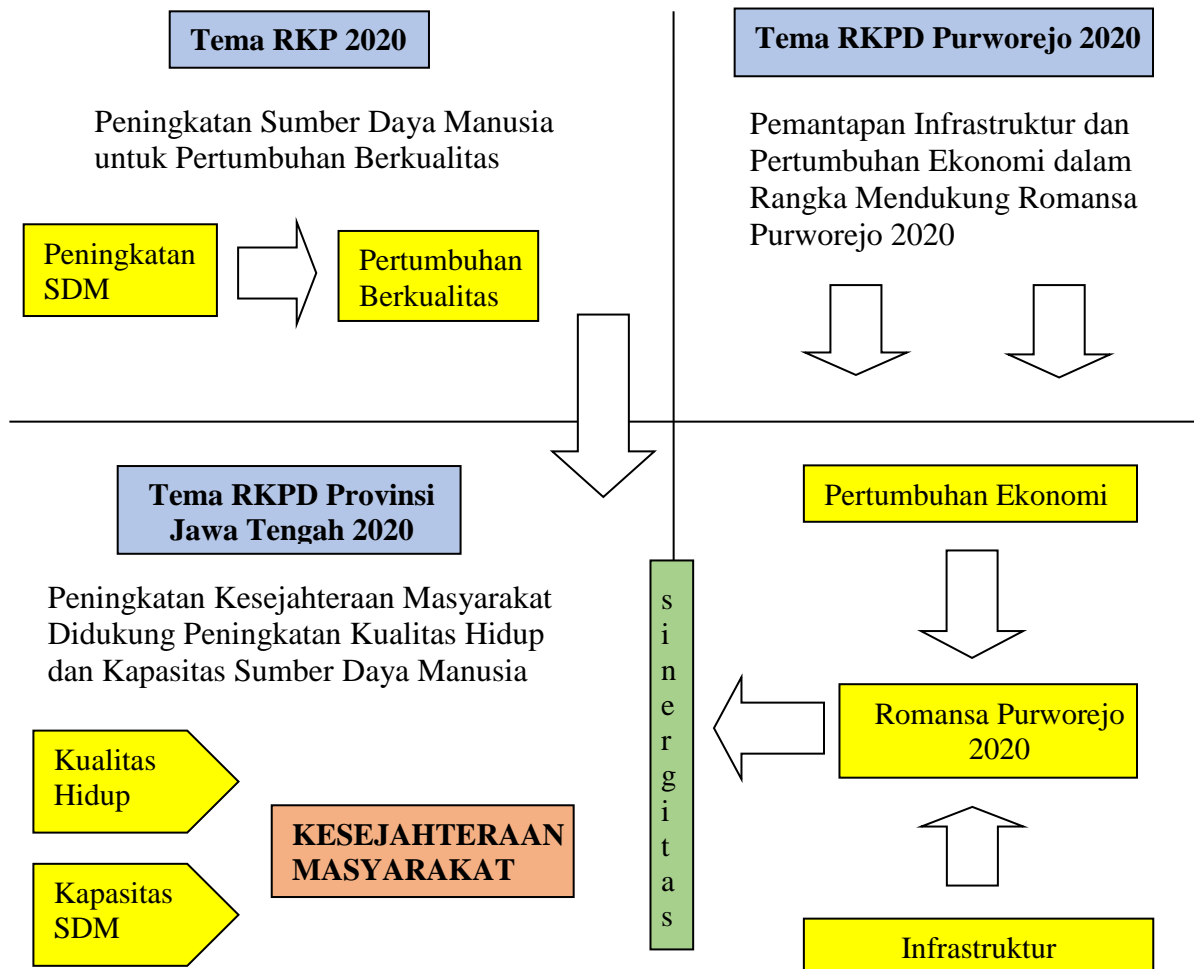 Tema RKP 2020
Peningkatan Sumber Daya Manusia
untuk Pertumbuhan Berkualitas
Peningkatan
SDM
Pertumbuhan
Berkualitas
Tema RKPD Purworejo 2020
Pemantapan Infrastruktur dan
Pertumbuhan Ekonomi dalam
Rangka Mendukung Romansa
Purworejo 2020
Tema RKPD Provinsi
Jawa Tengah 2020
Peningkatan Kesejahteraan Masyarakat
Didukung Peningkatan Kualitas Hidup
dan Kapasitas Sumber Daya Manusia
Kualitas
Hidup
Kapasitas
SDM
KESEJAHTERAAN
MASYARAKAT
s
i
n
e
r
g
i
t
a
s
Pertumbuhan Ekonomi
Romansa Purworejo
2020
Infrastruktur